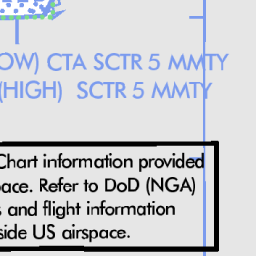 OW) CTA SCTR 5 MMTY
(HIGH) SCTR 5 MMTY
Chart information provided
pace. Refer to DoD (NGA)
s and flight information
side US airspace.